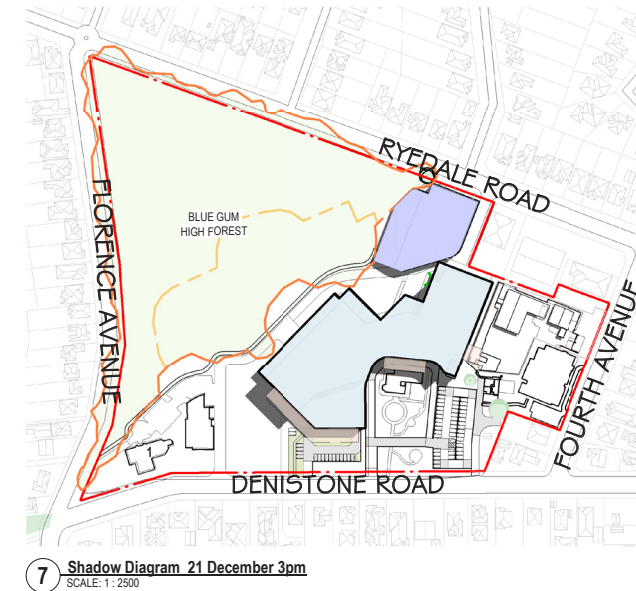 RYEDALE ROAD
BLUE GUM
HIGH FOREST
FLORENCE AVENUE
FOURTH AVENUE
1
DENISTONE ROAD
7 Shadow Diagram 21 December 3pm
SCALE: 1 : 2500